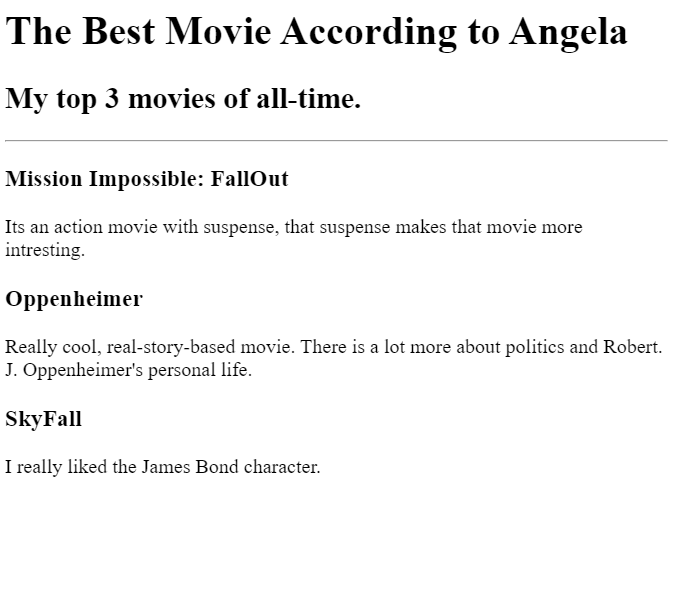 The Best Movie According to Angela
My top 3 movies of all-time.
Mission Impossible: FallOut
Its an action movie with suspense, that suspense makes that movie more
intresting.
Oppenheimer
Really cool, real-story-based movie. There is a lot more about politics and Robert.
J. Oppenheimer's personal life.
SkyFall
I really liked the James Bond character.